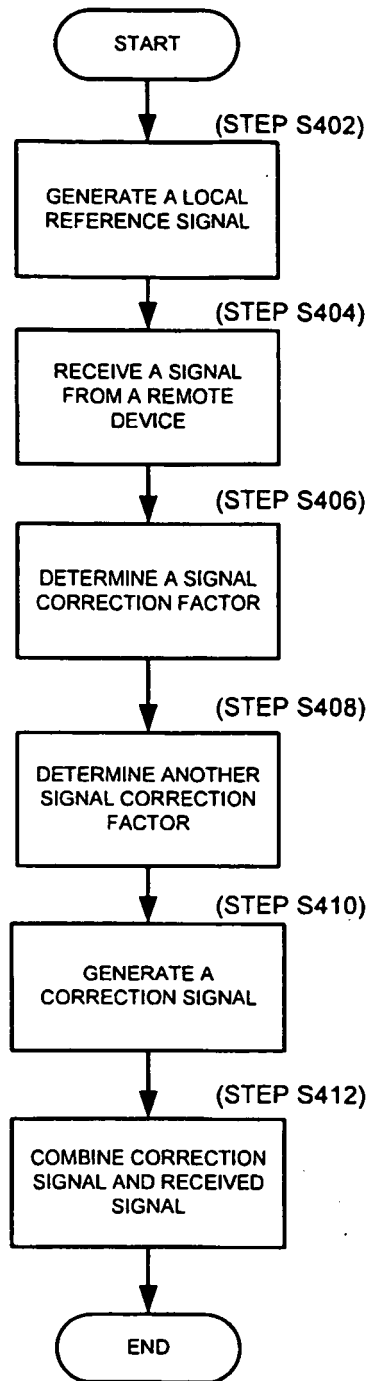 START
(STEP S402)
GENERATE A LOCAL
REFERENCE SIGNAL
(STEP S404)
RECEIVE A SIGNAL
FROM A REMOTE
DEVICE
(STEP S406)
DETERMINE A SIGNAL
CORRECTION FACTOR
(STEP S408)
DETERMINE ANOTHER
SIGNAL CORRECTION
FACTOR
(STEP S410)
GENERATE A
CORRECTION SIGNAL
(STEP S412)
COMBINE CORRECTION
SIGNAL AND RECEIVED
SIGNAL
END